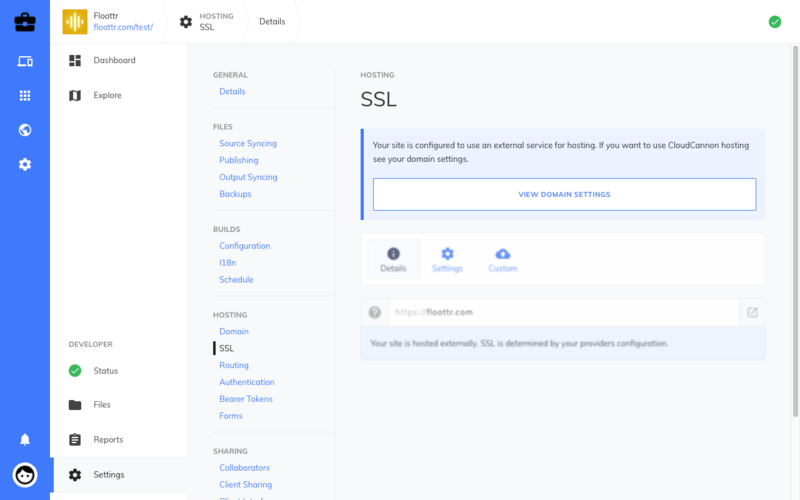 Floottr
floottr.com/test/
HOSTING
SSL
Details
Dashboard
Explore
DEVELOPER
Status
Files
Reports
Settings
GENERAL
Details
FILES
Source Syncing
Publishing
Output Syncing
Backups
BUILDS
Configuration
I18n
Schedule
HOSTING
Domain
SSL
Routing
Authentication
Bearer Tokens
Forms
SHARING
Collaborators
Client Sharing
HOSTING
SSL
Your site is configured to use an external service for hosting. If you want to use CloudCannon hosting
see your domain settings.
VIEW DOMAIN SETTINGS
Details
Settings
Custom
https://floottr.com
Your site is hosted externally. SSL is determined by your providers configuration.